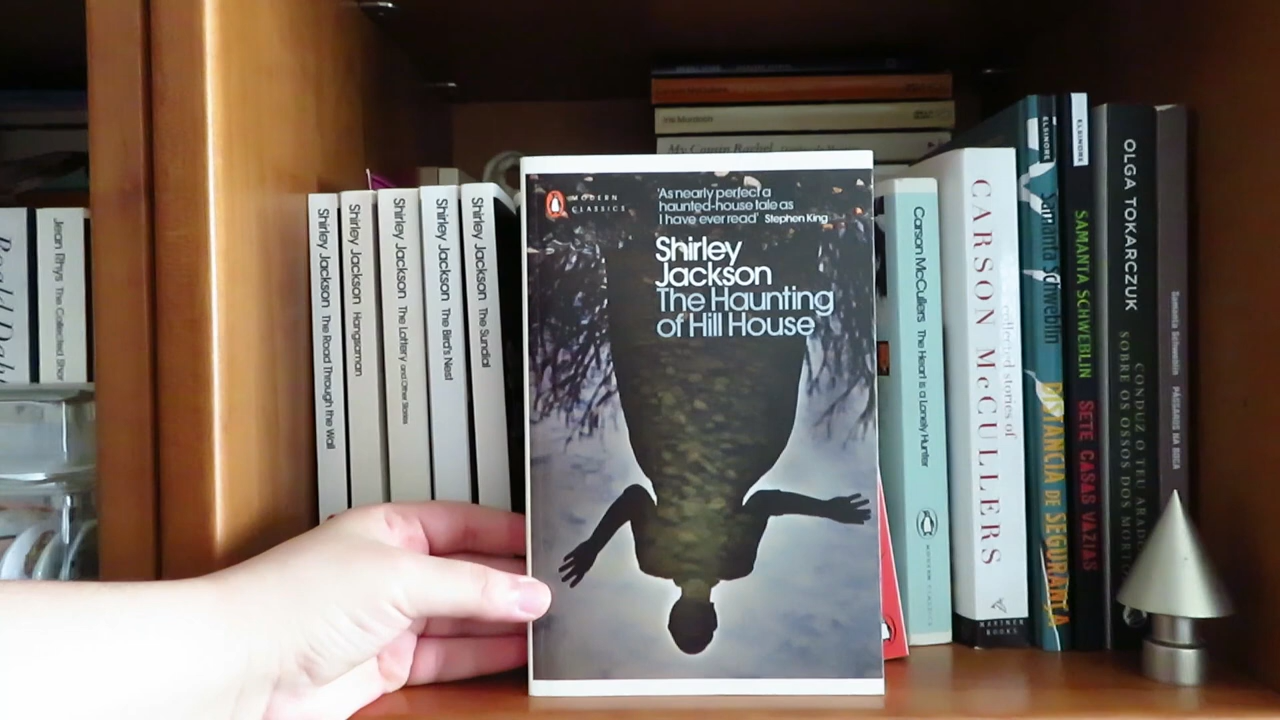 Jean Rhys The Collected Shor
Shirley Jackson The Road Through the Wall
Shirley Jackson Hangsaman
Shirley Jackson The Lottery and Other Stories
Shirley Jackson The Bird's Nest
Shirley Jackson The Sundial
My Cousin Rachel
MODERN
CLASSICS
'As nearly perfect a
haunted-house tale as
I have ever read' Stephen King
Shirley
Jackson
The Haunting
of Hill House
Carson McCullers The Heart is a Lonely Hunter
MODERN CLASSICS
collected stories of
CARSON McCULLERS
MARINER
BOOKS
ELSINORE
Samanta Schweblin
DISTÂNCIA DE SEGURANÇA
ELSINORE
SAMANTA SCHWEBLIN SETE CASAS VAZIAS
OLGA TOKARCZUK
CONDUZ O TEU ARADO
SOBRE OS OSSOS DOS MORTOS
Samanta Schweblin PÁSSAROS NA BOCA